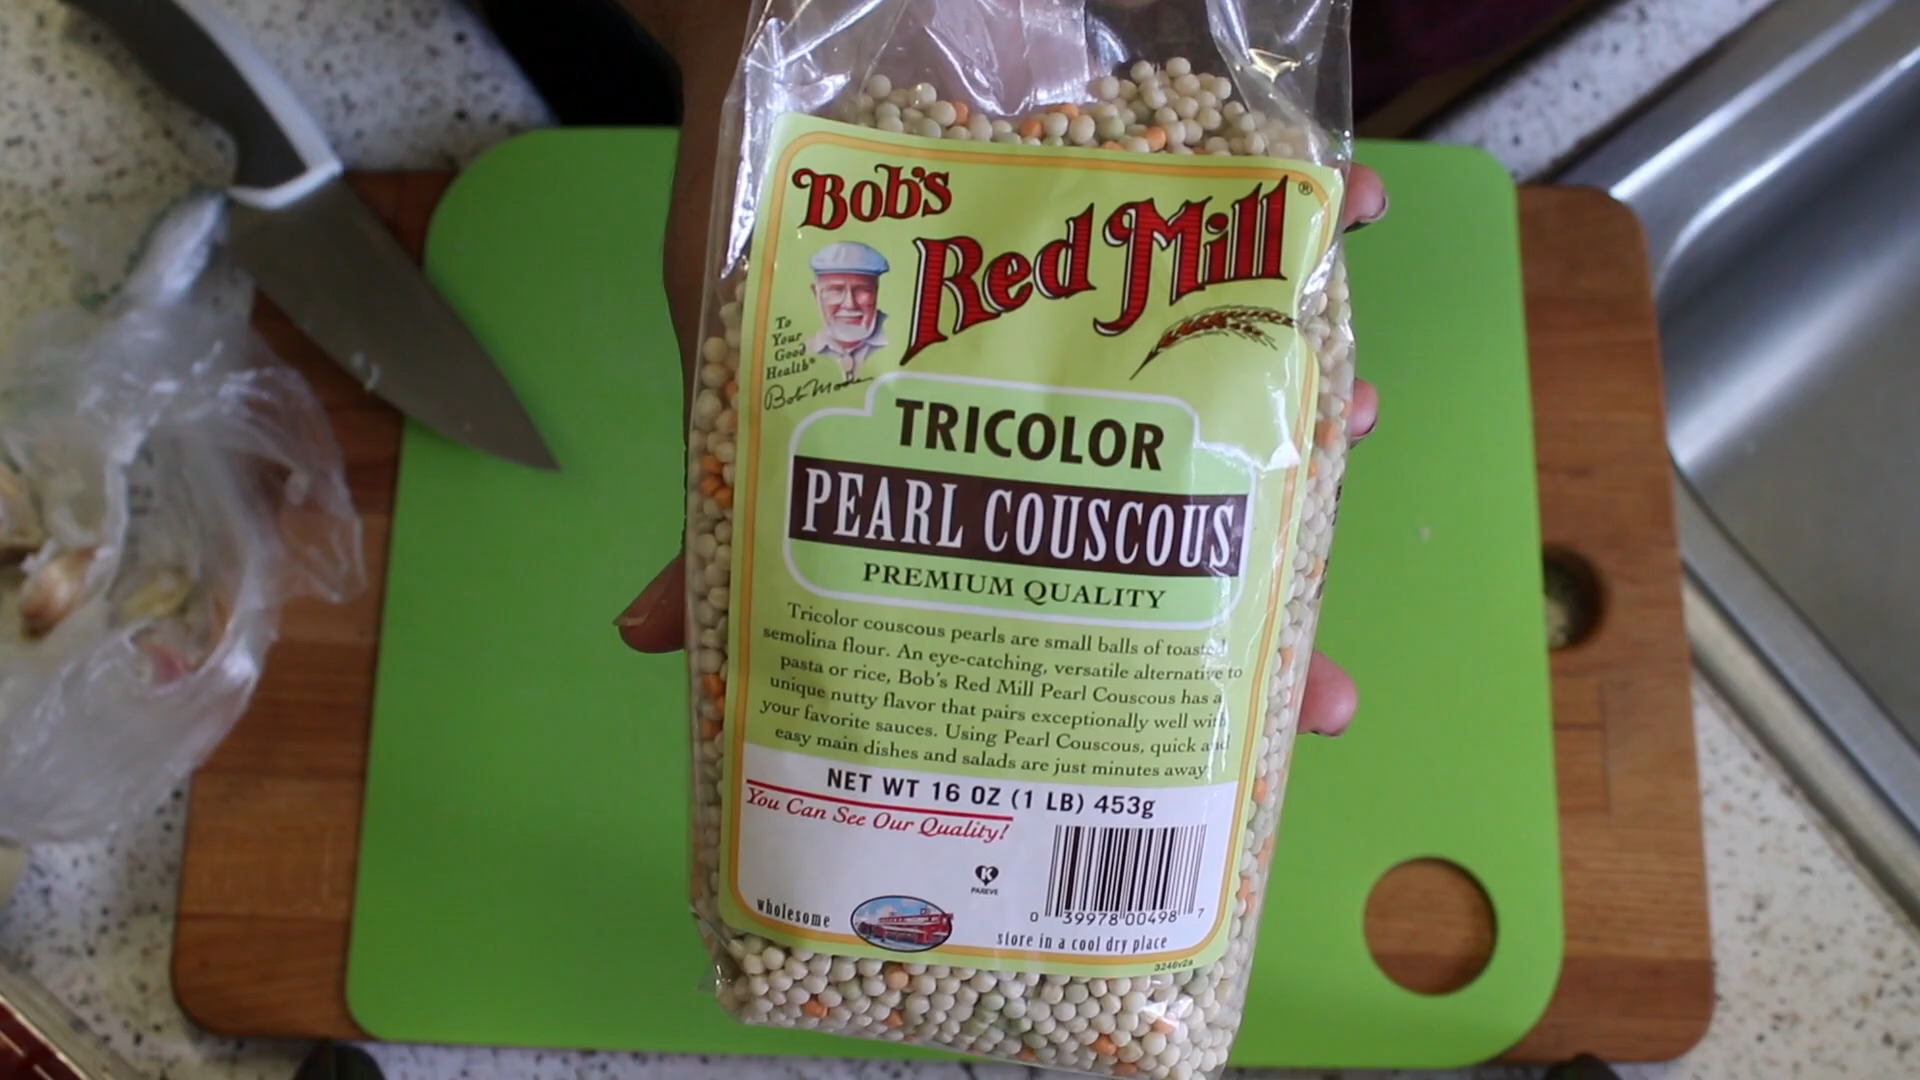 Bob's
Red Mill®
To
Your
Good
Health®
Bob Moore
TRICOLOR
PEARL COUSCOUS
PREMIUM QUALITY
Tricolor couscous pearls are small balls of toasted
semolina flour. An eye-catching, versatile alternative to
pasta or rice, Bob's Red Mill Pearl Couscous has a
unique nutty flavor that pairs exceptionally well with
your favorite sauces. Using Pearl Couscous, quick and
easy main dishes and salads are just minutes away
NET WT 16 OZ (1 LB) 453g
You Can See Our Quality!
K
PAREVE
0 39978 00498 7
wholesome
store in a cool dry place
3246v2a